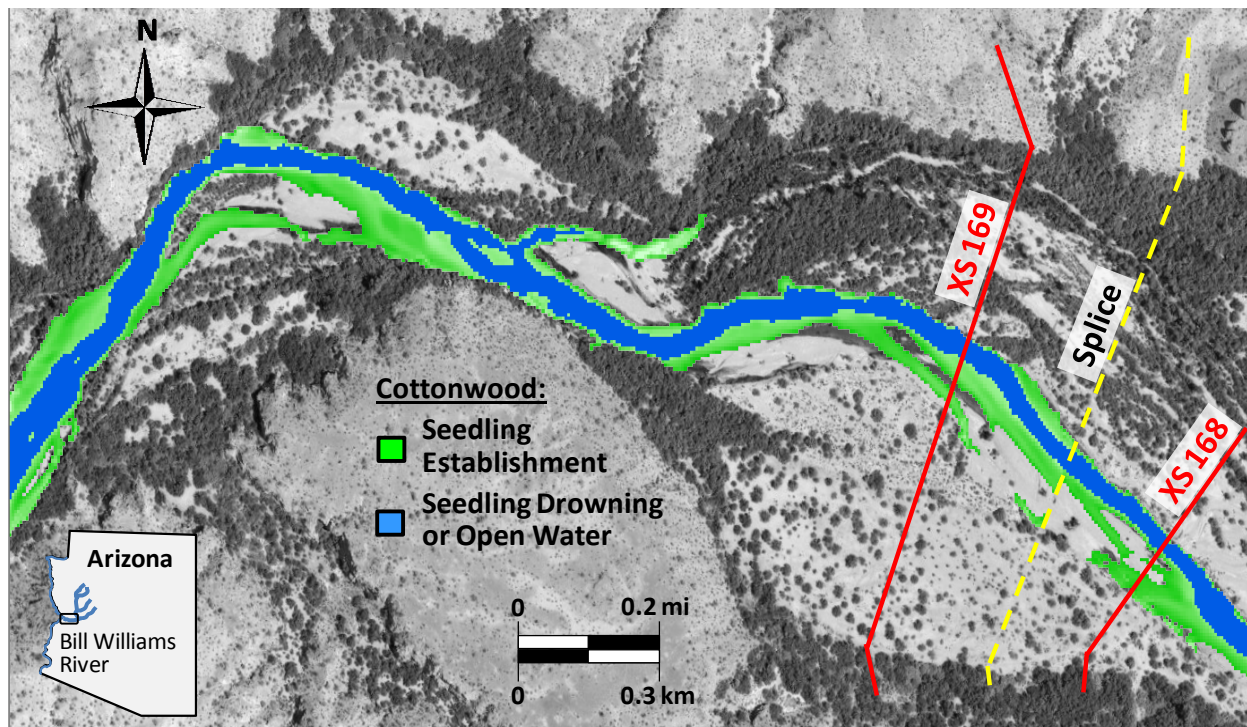 N
XS 169
Splice
XS 168
Cottonwood:
Seedling
Establishment
Seedling Drowning
or Open Water
Arizona
Bill Williams
River
0 0.2 mi
0 0.3 km